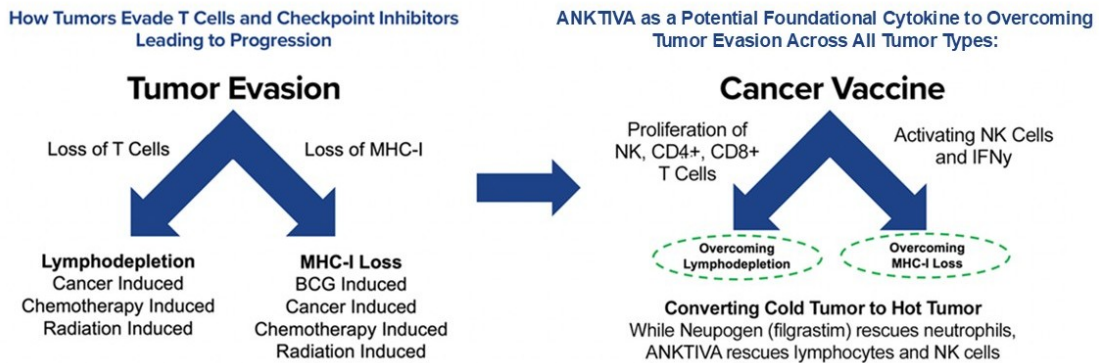 How Tumors Evade T Cells and Checkpoint Inhibitors
Leading to Progression
Tumor Evasion
Loss of T Cells
Loss of MHC-I
Lymphodepletion
Cancer Induced
Chemotherapy Induced
Radiation Induced
MHC-I Loss
BCG Induced
Cancer Induced
Chemotherapy Induced
Radiation Induced
ANKTIVA as a Potential Foundational Cytokine to Overcoming
Tumor Evasion Across All Tumor Types:
Cancer Vaccine
Proliferation of
NK, CD4+, CD8+
T Cells
Activating NK Cells
and IFNy
Overcoming
Lymphodepletion
Overcoming
MHC-I Loss
Converting Cold Tumor to Hot Tumor
While Neupogen (filgrastim) rescues neutrophils,
ANKTIVA rescues lymphocytes and NK cells